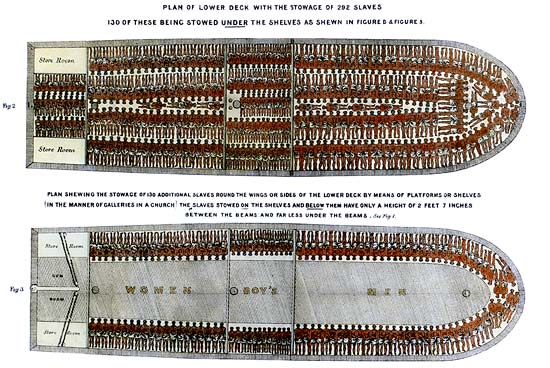 PLAN OF LOWER DECK WITH THE STOWAGE OF 292 SLAVES
130 OF THESE BEING STOWED UNDER THE SHELVES AS SHEWN IN FIGURE D & FIGURE 3.
Store Room
Fig 2
Store Room
PLAN SHEWING THE STOWAGE OF 130 ADDITIONAL SLAVES ROUND THE WINGS OR SIDES OF THE LOWER DECK BY MEANS OF PLATFORMS OR SHELVES
(IN THE MANNER OF GALLERIES IN A CHURCH) THE SLAVES STOWED ON THE SHELVES AND BELOW THEM HAVE ONLY A HEIGHT OF 2 FEET 7 INCHES
BETWEEN THE BEAMS AND FAR LESS UNDER THE BEAMS. See Fig 1.
Store Room
GUN
Fig 3
WOMEN
BOY'S
MEN
ROOM
Store Room